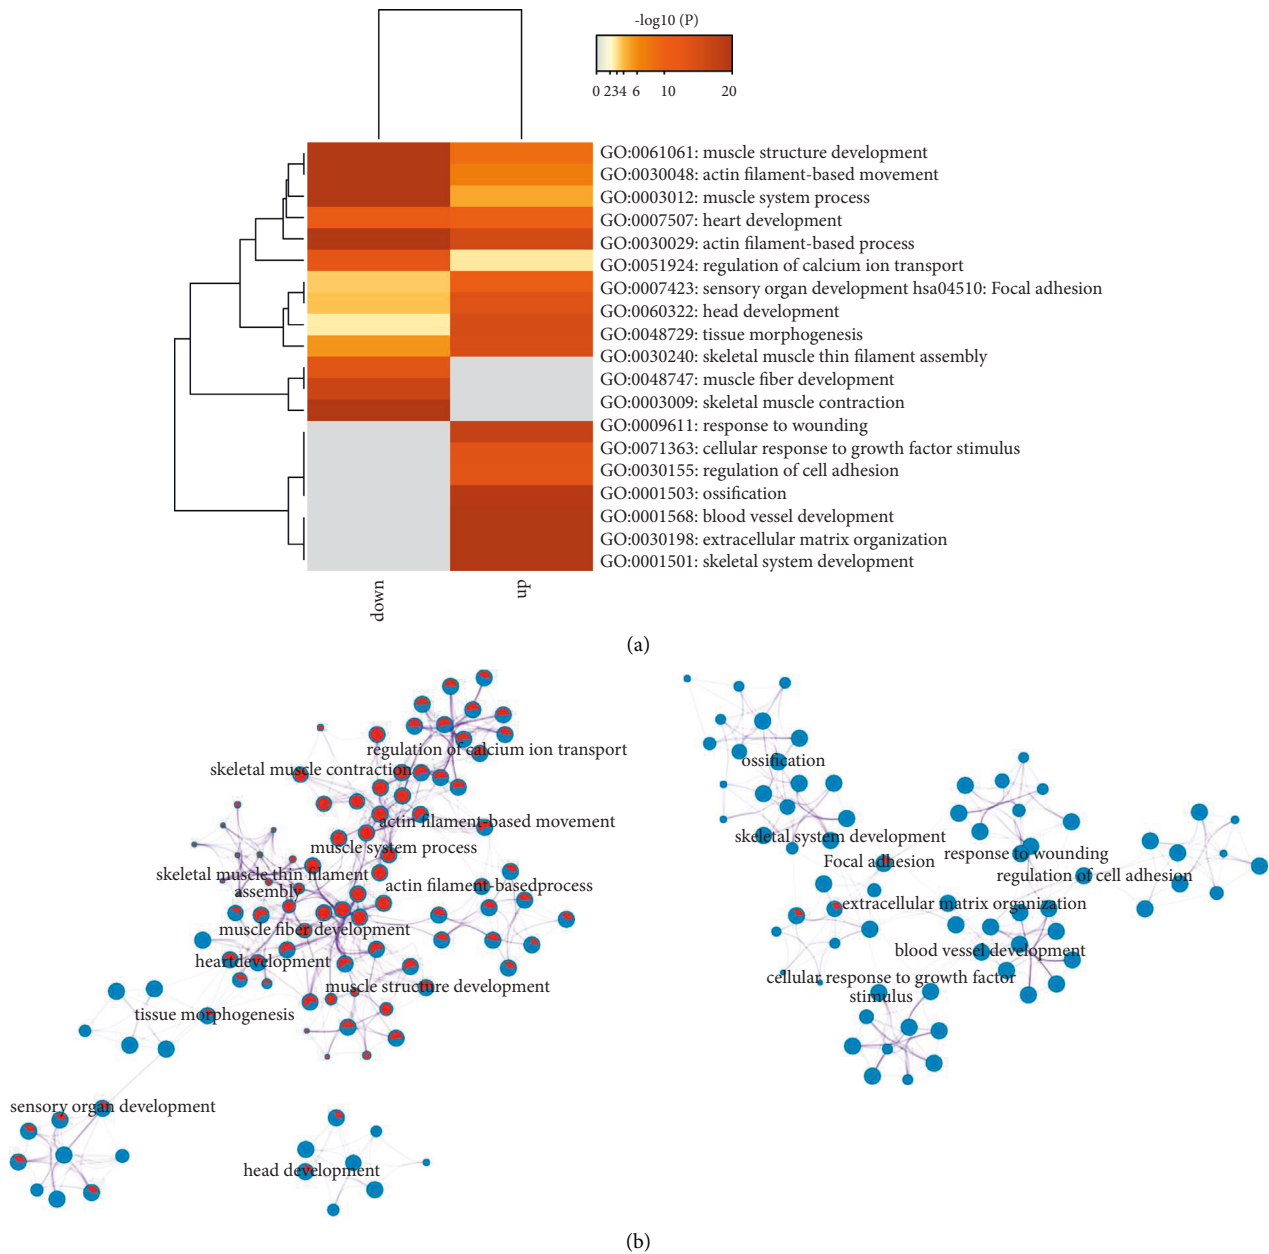 -log10 (P)
0 2 3 4 6 10 20
GO:0061061: muscle structure development
GO:0030048: actin filament-based movement
GO:0003012: muscle system process
GO:0007507: heart development
GO:0030029: actin filament-based process
GO:0051924: regulation of calcium ion transport
GO:0007423: sensory organ development hsa04510: Focal adhesion
GO:0060322: head development
GO:0048729: tissue morphogenesis
GO:0030240: skeletal muscle thin filament assembly
GO:0048747: muscle fiber development
GO:0003009: skeletal muscle contraction
GO:0009611: response to wounding
GO:0071363: cellular response to growth factor stimulus
GO:0030155: regulation of cell adhesion
GO:0001503: ossification
GO:0001568: blood vessel development
GO:0030198: extracellular matrix organization
GO:0001501: skeletal system development
down
up
(a)
regulation of calcium ion transport
skeletal muscle contraction
actin filament-based movement
muscle system process
skeletal muscle thin filament
assembly
actin filament-basedprocess
muscle fiber development
heartdevelopment
muscle structure development
tissue morphogenesis
sensory organ development
head development
ossification
skeletal system development
Focal adhesion
response to wounding
regulation of cell adhesion
extracellular matrix organization
blood vessel development
cellular response to growth factor
stimulus
(b)